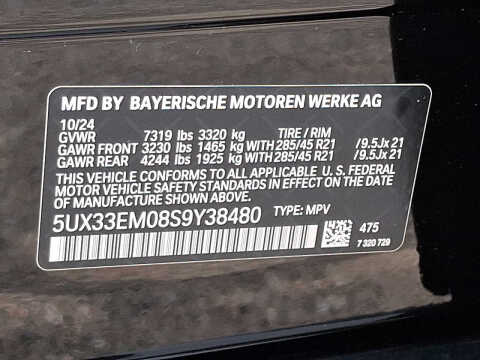 MFD BY BAYERISCHE MOTOREN WERKE AG
10/24
GVWR 7319 lbs 3320 kg TIRE / RIM
GAWR FRONT 3230 lbs 1465 kg WITH 285/45 R21 / 9.5Jx 21
GAWR REAR 4244 lbs 1925 kg WITH 285/45 R21 / 9.5Jx 21
THIS VEHICLE CONFORMS TO ALL APPLICABLE U. S. FEDERAL
MOTOR VEHICLE SAFETY STANDARDS IN EFFECT ON THE DATE
OF MANUFACTURE SHOWN ABOVE.
5UX33EM08S9Y38480 TYPE: MPV
475
7 320 729